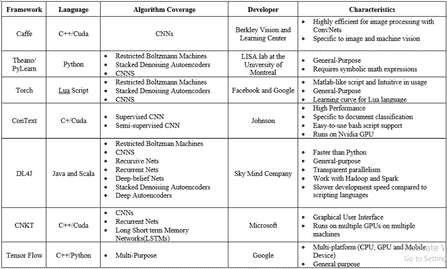 Framework Language Algorithm Coverage Developer Characteristics
Caffe C++/Cuda CNNs Berkley Vision and
Learning Center
• Highly efficient for image processing with
ConvNets
• Specific to image and machine vision
Theano/
PyLearn
Python
• Restricted Boltzmann Machines
• Stacked Denoising Autoencoders
• CNNS
LISA lab at the
University of
Montreal
• General-Purpose
• Requires symbolic math expressions
Torch Lua Script
• Restricted Boltzmann Machines
• Stacked Denoising Autoencoders
• CNNS
Facebook and Google
• Matlab-like script and Intuitive in usage
• General-Purpose
• Learning curve for Lua language
ConText C+/Cuda
• Supervised CNN
• Semi-supervised CNN
Johnson
• High Performance
• Specific to document classification
• Easy-to-use bash script support
• Runs on Nvidia GPU
DL4J Java and Scala
• Restricted Boltzman Machines
• CNNS
• Recursive Nets
• Recurrent Nets
• Deep-belief Nets
• Stacked Denoising Autoencoders
• Deep Autoencoders
Sky Mind Company
• Faster than Python
• General-purpose
• Transparent parallelism
• Work with Hadoop and Spark
• Slower development speed compared to
scripting languages
CNKT C++/Cuda
• CNNs
• Recurrent Nets
• Long Short term Memory
Networks(LSTMs)
Microsoft
• Graphical User Interface
• Runs on multiple GPUs on multiple
machines
Tensor Flow C++/Python
• Multi-Purpose
Google
• Multi-platform (CPU, GPU and Mobile
Device)
• General purpose
Go to Setting